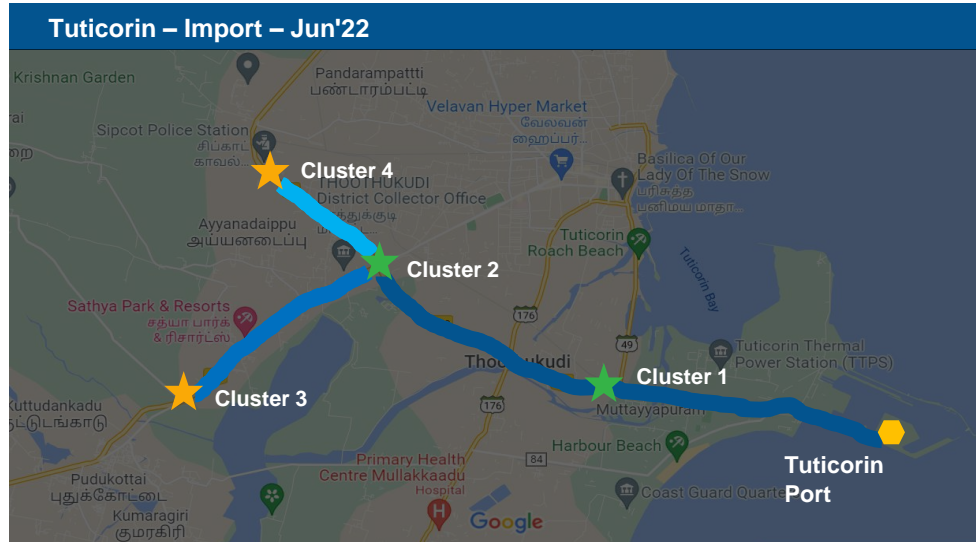 Tuticorin – Import – Jun'22
Krishnan Garden
Pandarampattti
பண்டாரம்பட்டி
Velavan Hyper Market
வேலவன்
ஹைப்பர்...
Sipcot Police Station
சிப்காட்
காவல்...
Cluster 4
Basilica Of Our
Lady Of The Snow
பரிசுத்த
பனிமய மாதா...
THOOTHUKUDI
District Collector Office
Ayyanadaippu
அய்யனடைப்பு
Tuticorin
Roach Beach
Cluster 2
Tuticorin Bay
Sathya Park & Resorts
சத்யா பார்க்
& ரிசார்ட்ஸ்
176
49
Tuticorin Thermal
Power Station (TTPS)
Thoothukudi
Cluster 1
Cluster 3
Kuttudankadu
176
Muttayyapuram
Harbour Beach
84
Primary Health
Centre Mullakkaadu
Hospital
Tuticorin
Port
Pudukottai
புதுக்கோட்டை
Coast Guard Quarte
Kumaragiri
குமரகிரி
H
Google